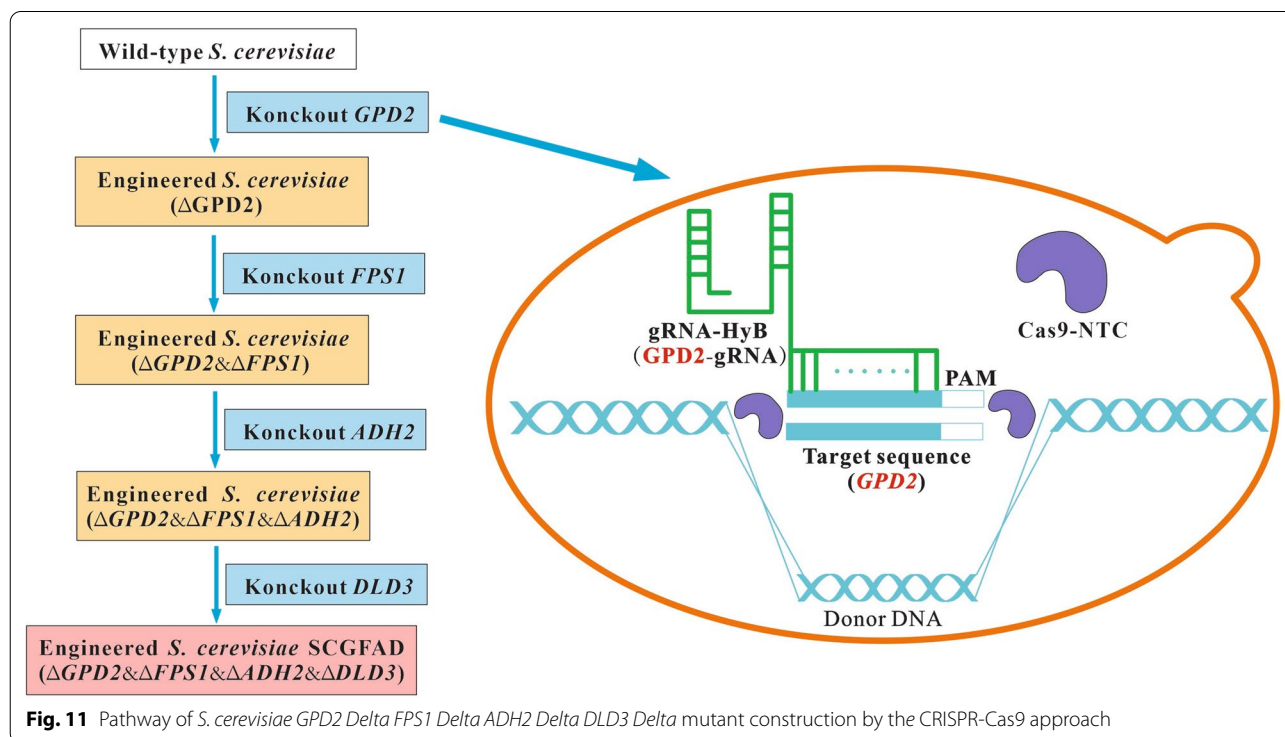 Wild-type S. cerevisiae
Konckout GPD2
Engineered S. cerevisiae
(ΔGPD2)
Konckout FPS1
Engineered S. cerevisiae
(ΔGPD2&ΔFPS1)
Konckout ADH2
Engineered S. cerevisiae
(ΔGPD2&ΔFPS1&ΔADH2)
Konckout DLD3
Engineered S. cerevisiae SCGFAD
(ΔGPD2&ΔFPS1&ΔADH2&ΔDLD3)
gRNA-HyB
(GPD2-gRNA)
Cas9-NTC
PAM
Target sequence
(GPD2)
Donor DNA
Fig. 11 Pathway of S. cerevisiae GPD2 Delta FPS1 Delta ADH2 Delta DLD3 Delta mutant construction by the CRISPR-Cas9 approach